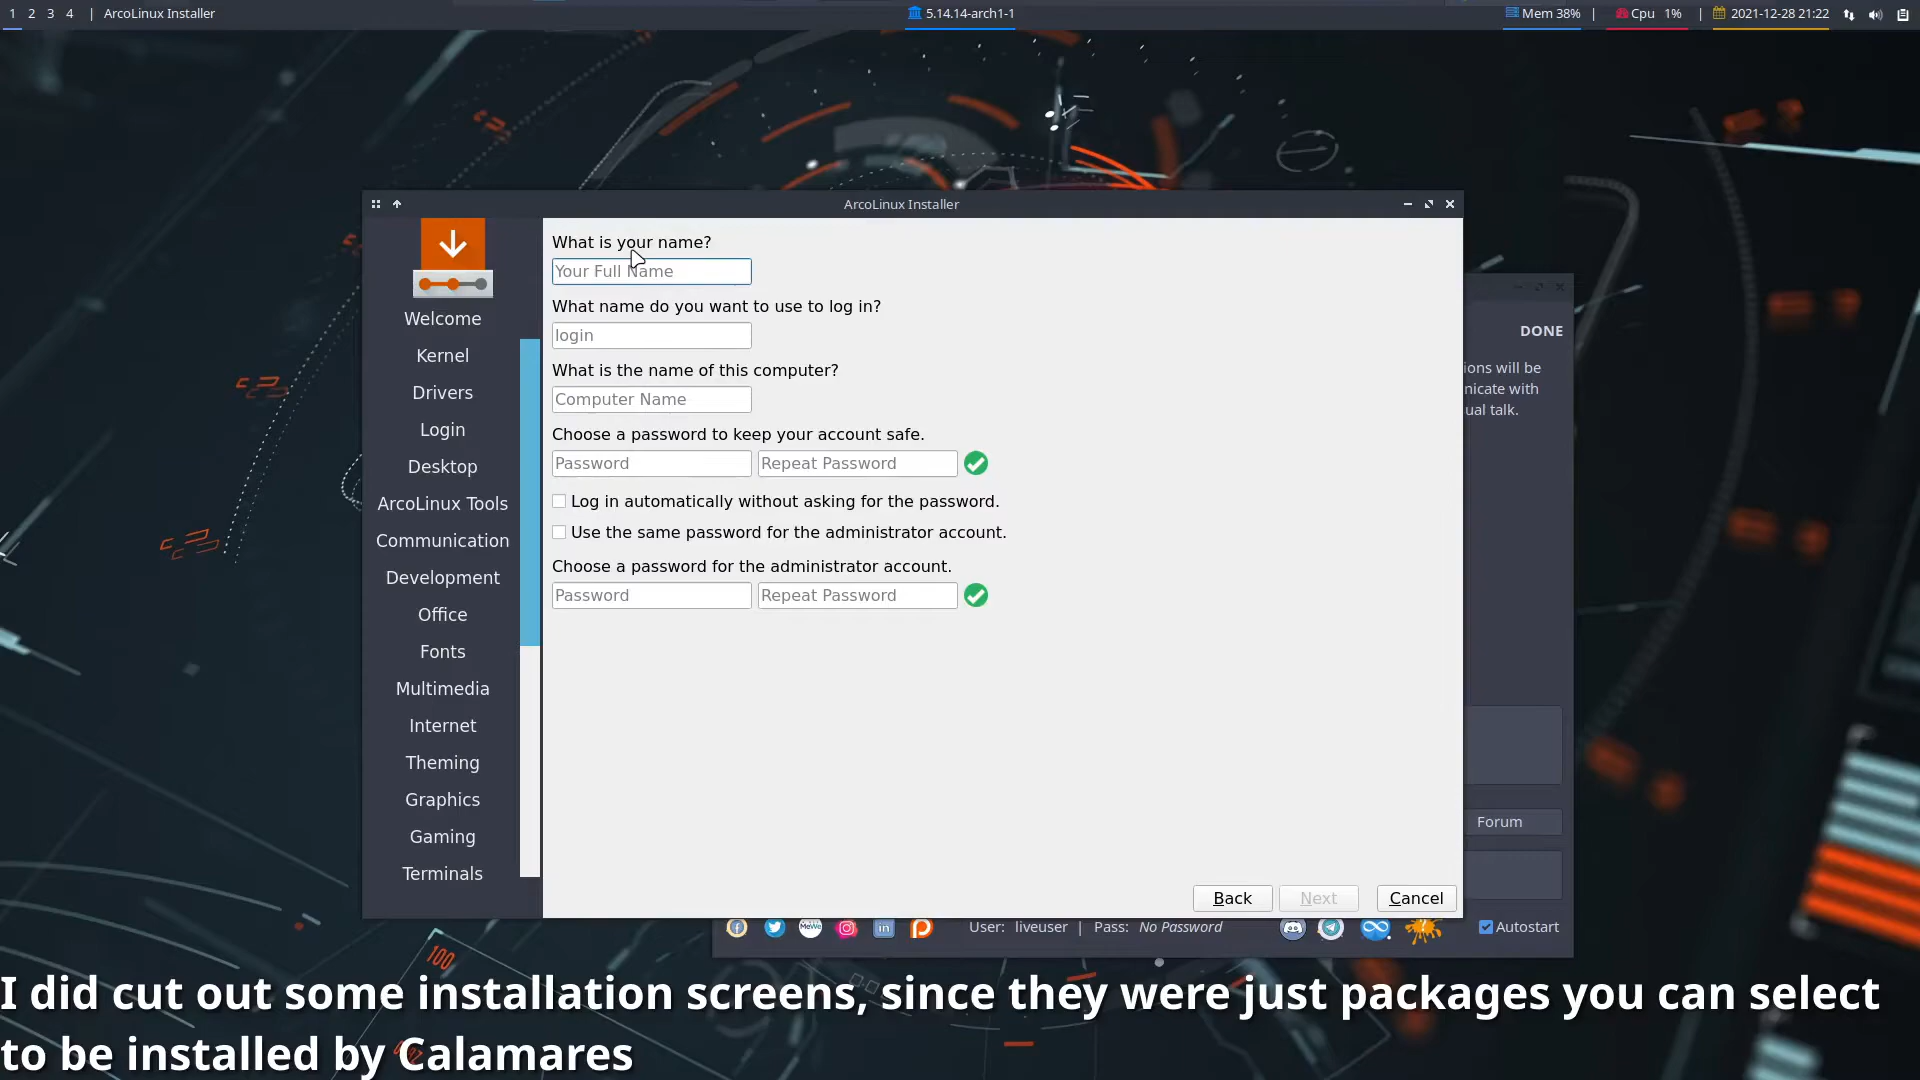 1 2 3 4 | ArcoLinux Installer
5.14.14-arch1-1
Mem 38% | Cpu 1% | 2021-12-28 21:22
ArcoLinux Installer
Welcome
Kernel
Drivers
Login
Desktop
ArcoLinux Tools
Communication
Development
Office
Fonts
Multimedia
Internet
Theming
Graphics
Gaming
Terminals
What is your name?
Your Full Name
What name do you want to use to log in?
login
What is the name of this computer?
Computer Name
Choose a password to keep your account safe.
Password Repeat Password
Log in automatically without asking for the password.
Use the same password for the administrator account.
Choose a password for the administrator account.
Password Repeat Password
Back Next Cancel
DONE
ions will be
nicate with
ual talk.
Forum
MeWe in User: liveuser | Pass: No Password Autostart
100
I did cut out some installation screens, since they were just packages you can select
to be installed by Calamares